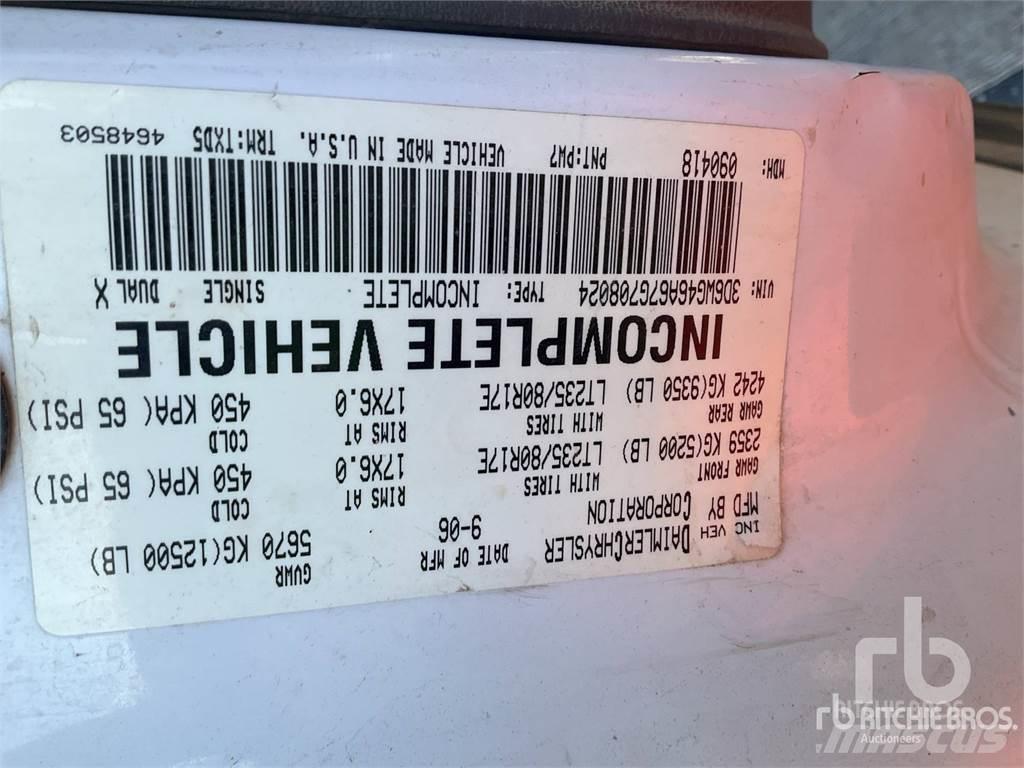 INC VEH
MFD BY DAIMLERCHRYSLER CORPORATION
DATE OF MFR 9-06
GVWR 5670 KG(12500 LB)
GAWR FRONT WITH TIRES RIMS AT COLD
2359 KG(5200 LB) LT235/80R17E 17X6.0 450 KPA( 65 PSI)
GAWR REAR WITH TIRES RIMS AT COLD
4242 KG(9350 LB) LT235/80R17E 17X6.0 450 KPA( 65 PSI)
INCOMPLETE VEHICLE
VIN: 3D6WG46A67G708024 TYPE: INCOMPLETE SINGLE DUAL X
MDH: 090418 PNT:PW7 VEHICLE MADE IN U.S.A. TRM:TXD5 4648503
rb
RITCHIE BROS
rb RITCHIE BROS.
Auctioneers
mascus